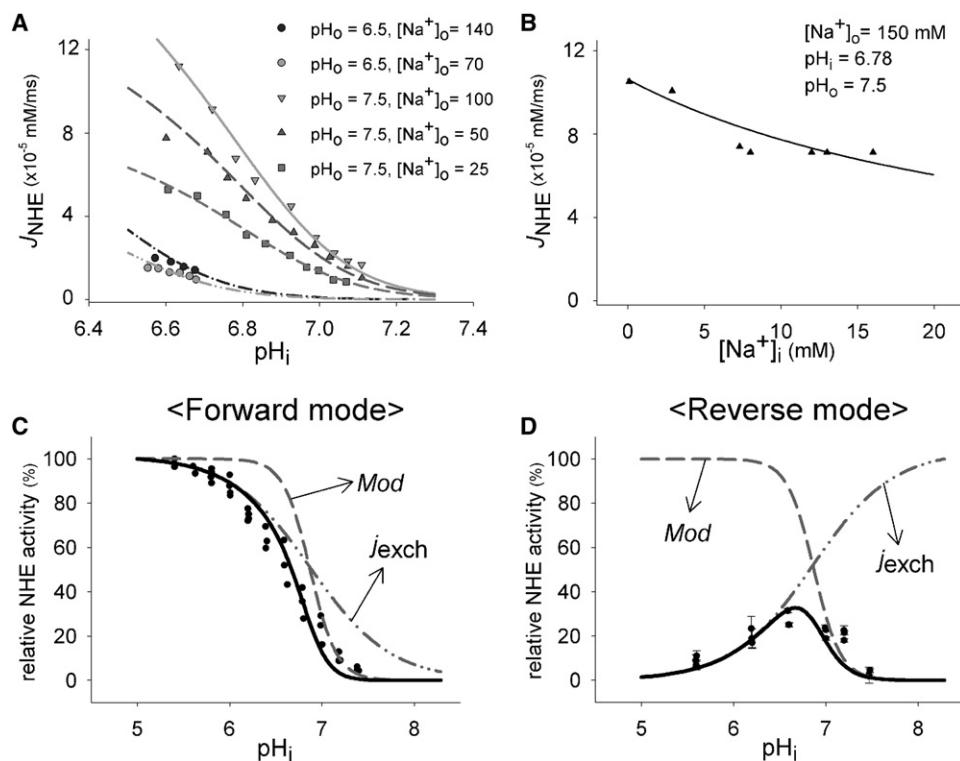 A
pHo = 6.5, [Na+]o= 140
pHo = 6.5, [Na+]o= 70
pHo = 7.5, [Na+]o= 100
pHo = 7.5, [Na+]o = 50
pHo = 7.5, [Na+]o = 25
JNHE (x10-5 mM/ms)
12
8
4
0
6.4 6.6 6.8 7.0 7.2 7.4
pHi
B
[Na+]o= 150 mM
pHi = 6.78
pHo = 7.5
JNHE (x10-5 mM/ms)
12
8
4
0
0 5 10 15 20
[Na+]i (mM)
<Forward mode>
C
relative NHE activity (%)
100
80
60
40
20
0
Mod
jexch
5 6 7 8
pHi
<Reverse mode>
D
relative NHE activity (%)
100
80
60
40
20
0
Mod
jexch
5 6 7 8
pHi